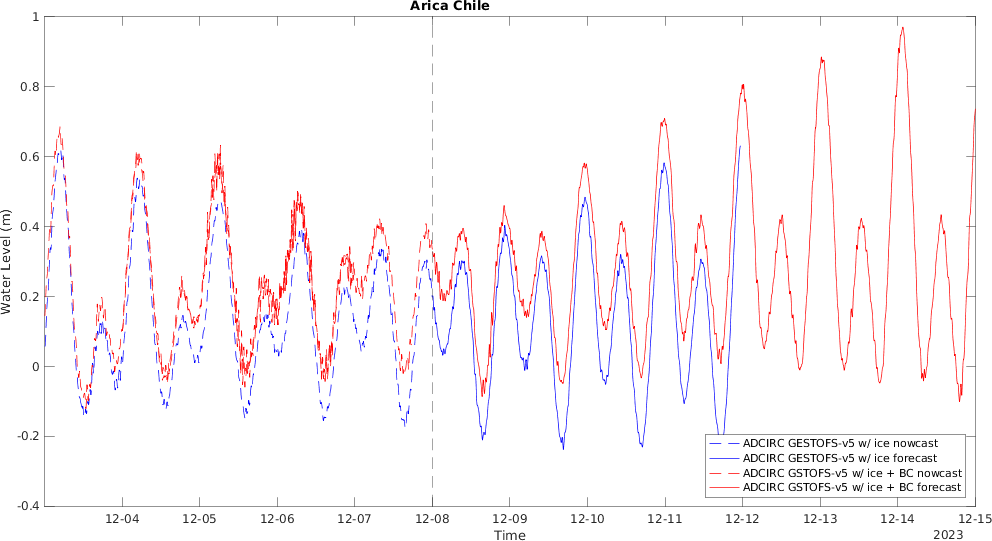 Arica Chile
1
0.8
0.6
0.4
0.2
0
-0.2
-0.4
Water Level (m)
ADCIRC GESTOFS-v5 w/ ice nowcast
ADCIRC GESTOFS-v5 w/ ice forecast
ADCIRC GSTOFS-v5 w/ ice + BC nowcast
ADCIRC GSTOFS-v5 w/ ice + BC forecast
12-04 12-05 12-06 12-07 12-08 12-09 12-10 12-11 12-12 12-13 12-14 12-15
Time
2023